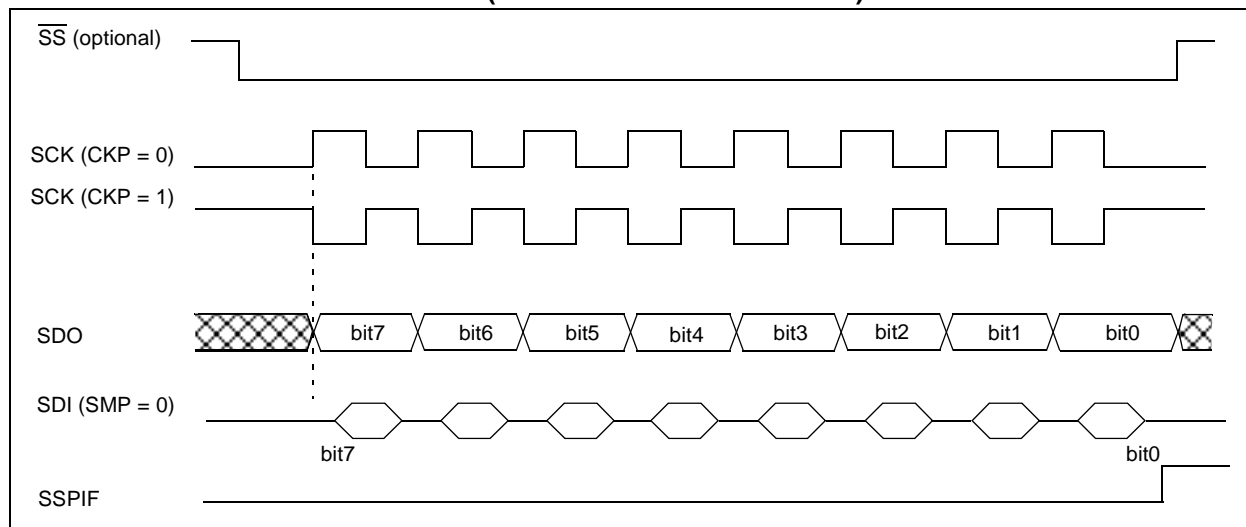 SS (optional)
SCK (CKP = 0)
SCK (CKP = 1)
SDO
bit7 bit6 bit5 bit4 bit3 bit2 bit1 bit0
SDI (SMP = 0)
bit7 bit0
SSPIF